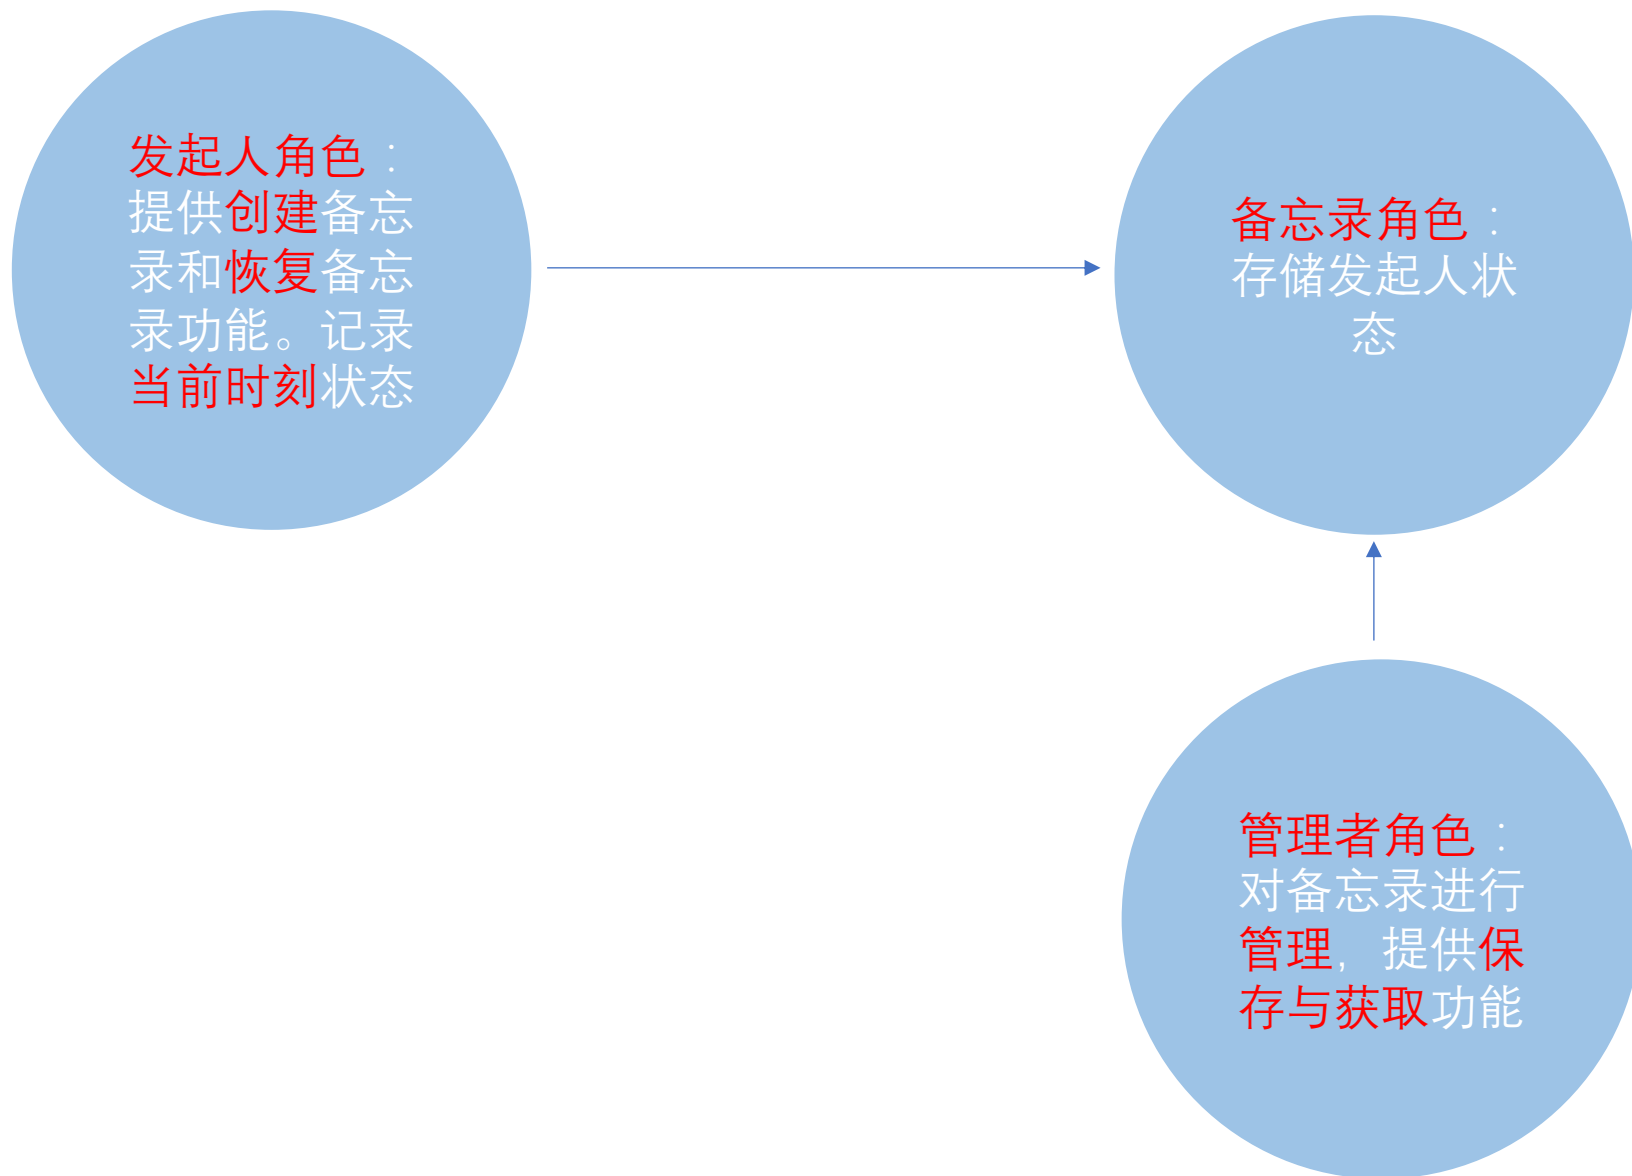 发起人角色：
提供创建备忘
录和恢复备忘
录功能。记录
当前时刻状态
备忘录角色：
存储发起人状
态
管理者角色：
对备忘录进行
管理，提供保
存与获取功能